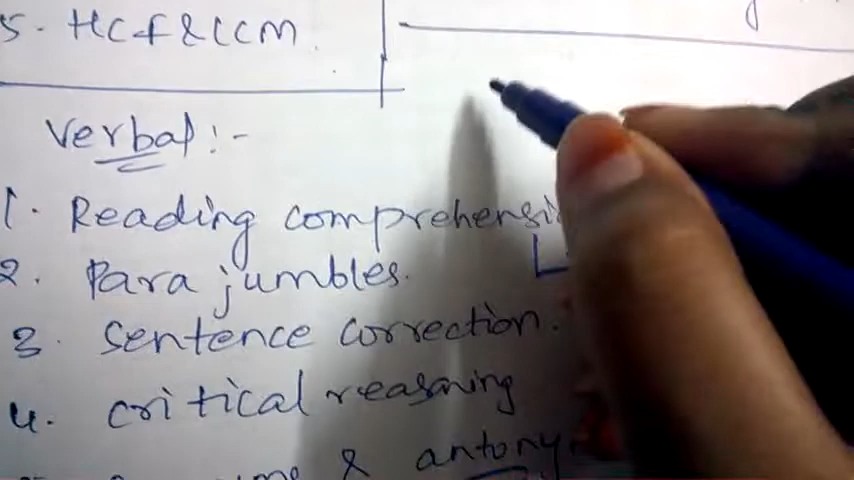 5. HCF & LCM
Verbal :-
1. Reading comprehensi
2. Para jumbles.
3. Sentence correction.
4. critical reasoning
& antony